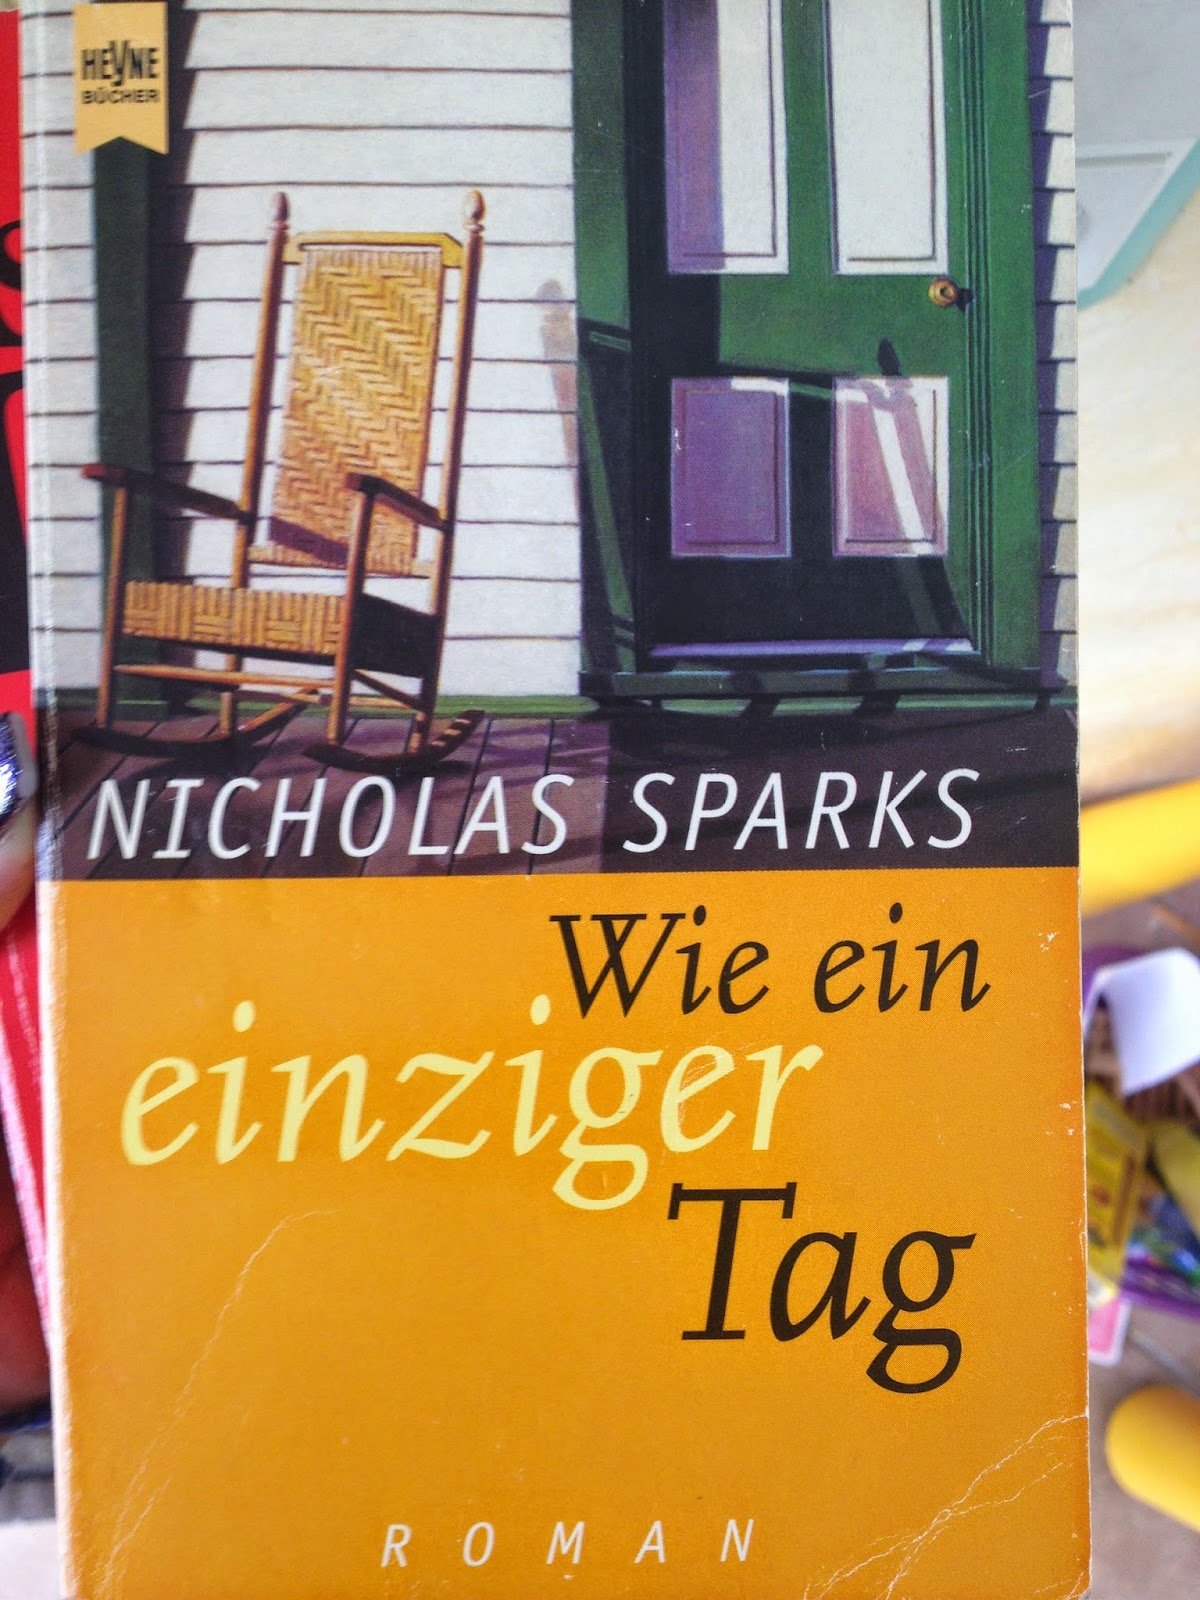 HEYNE
BÜCHER
NICHOLAS SPARKS
Wie ein
einziger
Tag
ROMAN